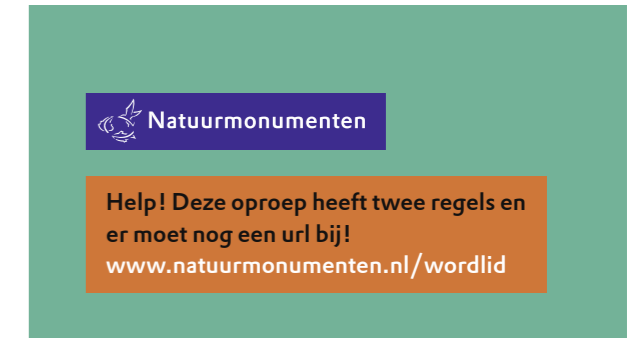 Natuurmonumenten
Help! Deze oproep heeft twee regels en
er moet nog een url bij!
www.natuurmonumenten.nl/wordlid